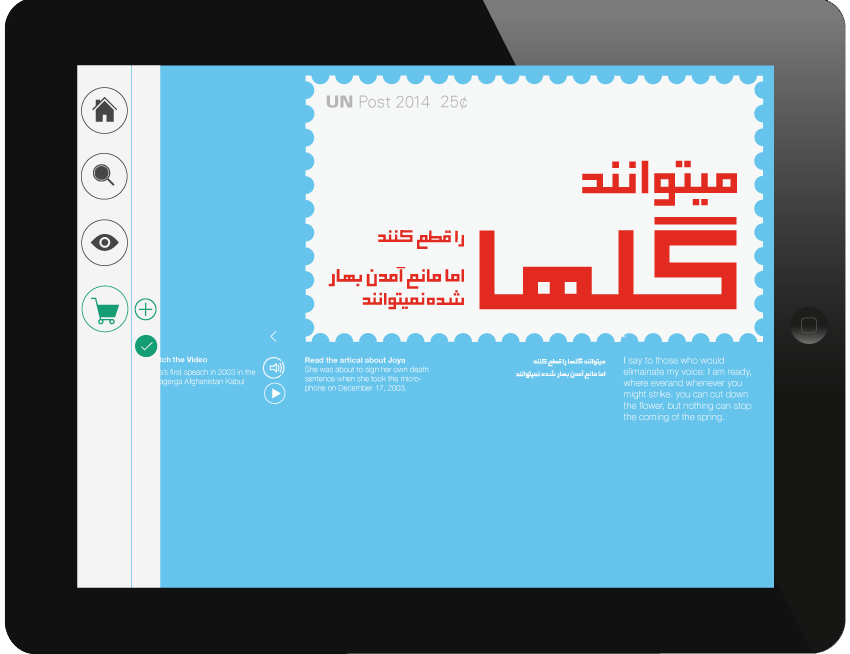 UN Post 2014 25¢
میتوانند
گلها
را قطع کنند
اما مانع آمدن بهار
شده نمیتوانند
tch the Video
a's first speach in 2003 in the
agerga Afghanistan Kabul
Read the artical about Joya
She was about to sign her own death
sentence when she took the micro-
phone on December 17, 2003.
میتوانند گلها را قطع کنند
اما مانع آمدن بهار شده نمیتوانند
I say to those who would
elimainate my voice: I am ready,
where everand whenever you
might strike. you can cut down
the flower, but nothing can stop
the coming of the spring.